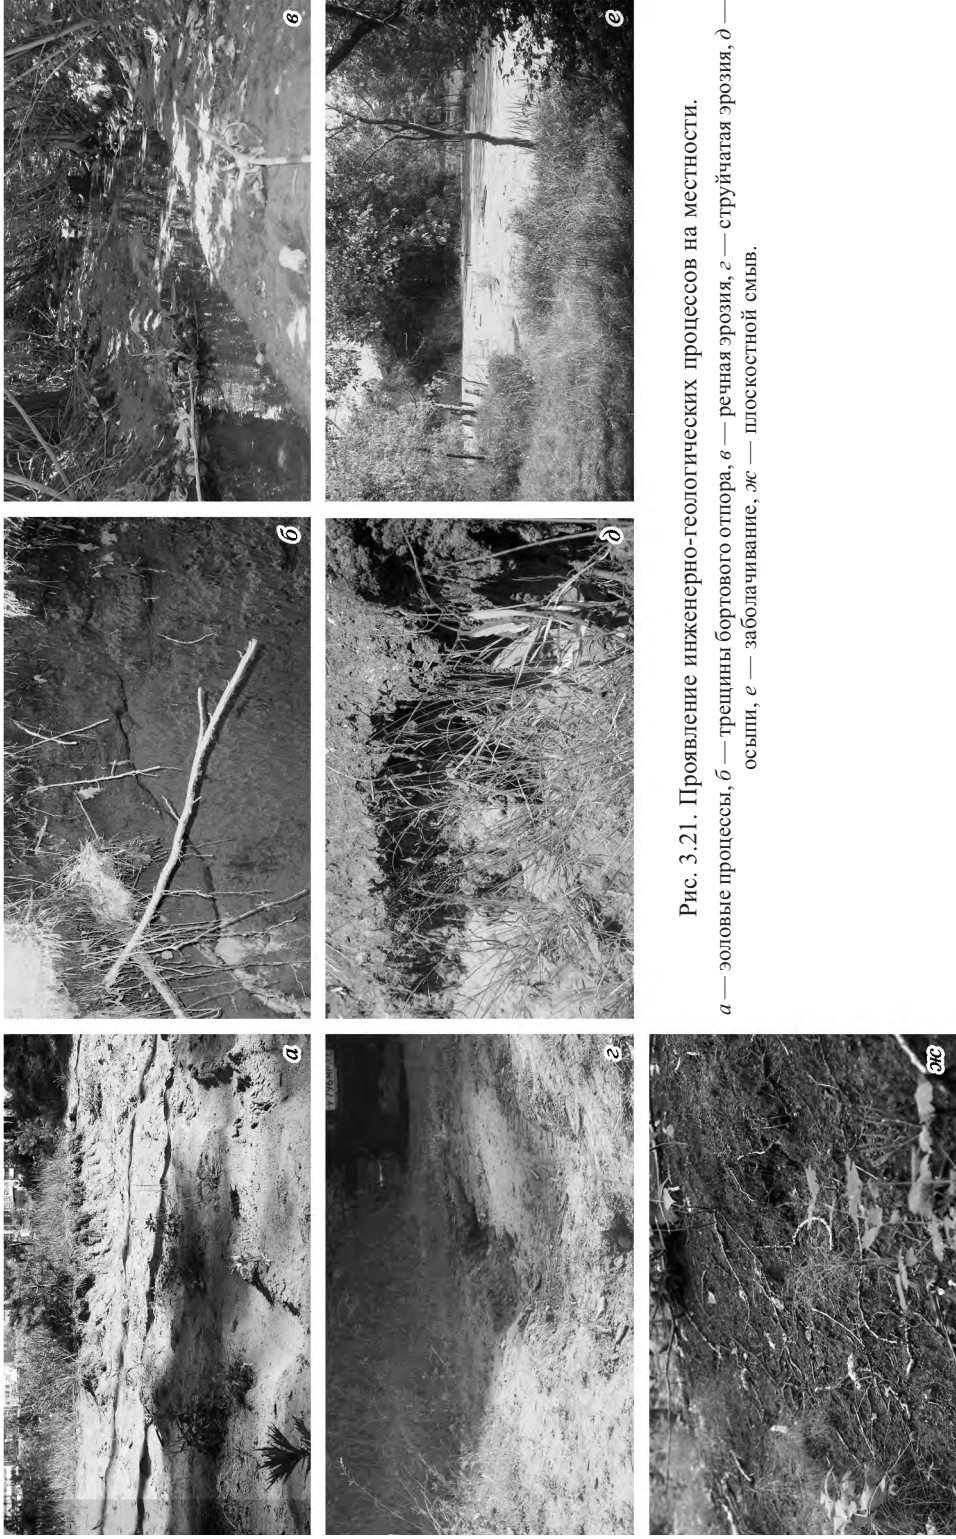 а
б
в
г
д
е
ж
Рис. 3.21. Проявление инженерно-геологических процессов на местности.
а — эоловые процессы, б — трещины бортового отпора, в — речная эрозия, г — струйчатая эрозия, д —
осыпи, е — заболачивание, ж — плоскостной смыв.